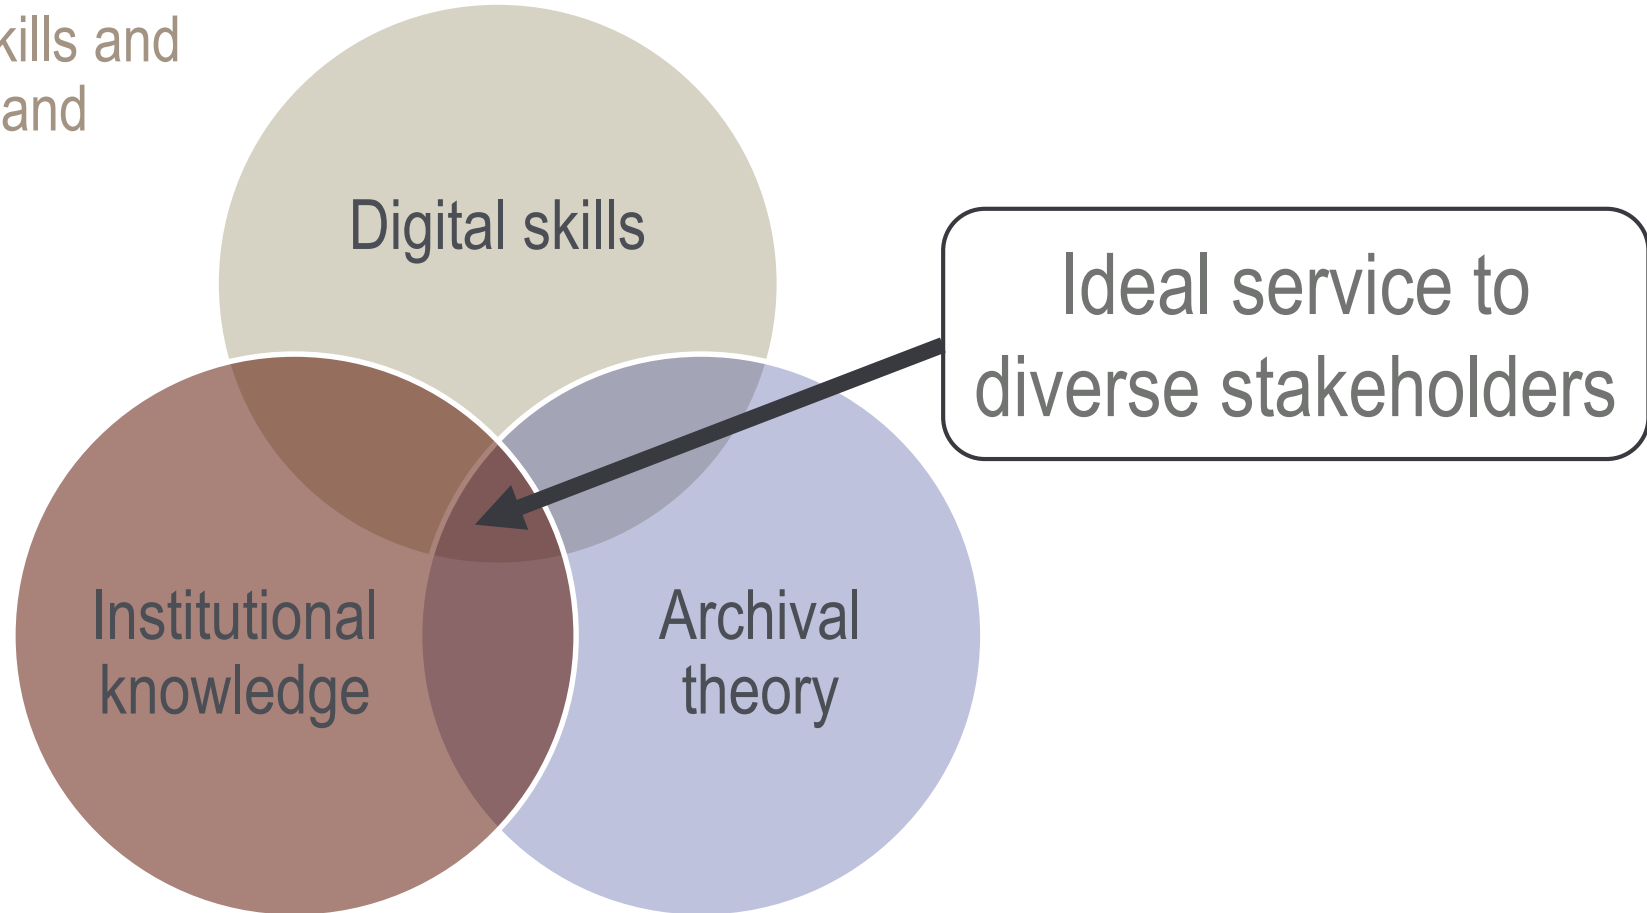 kills and
and
Digital skills
Ideal service to
diverse stakeholders
Institutional
knowledge
Archival
theory